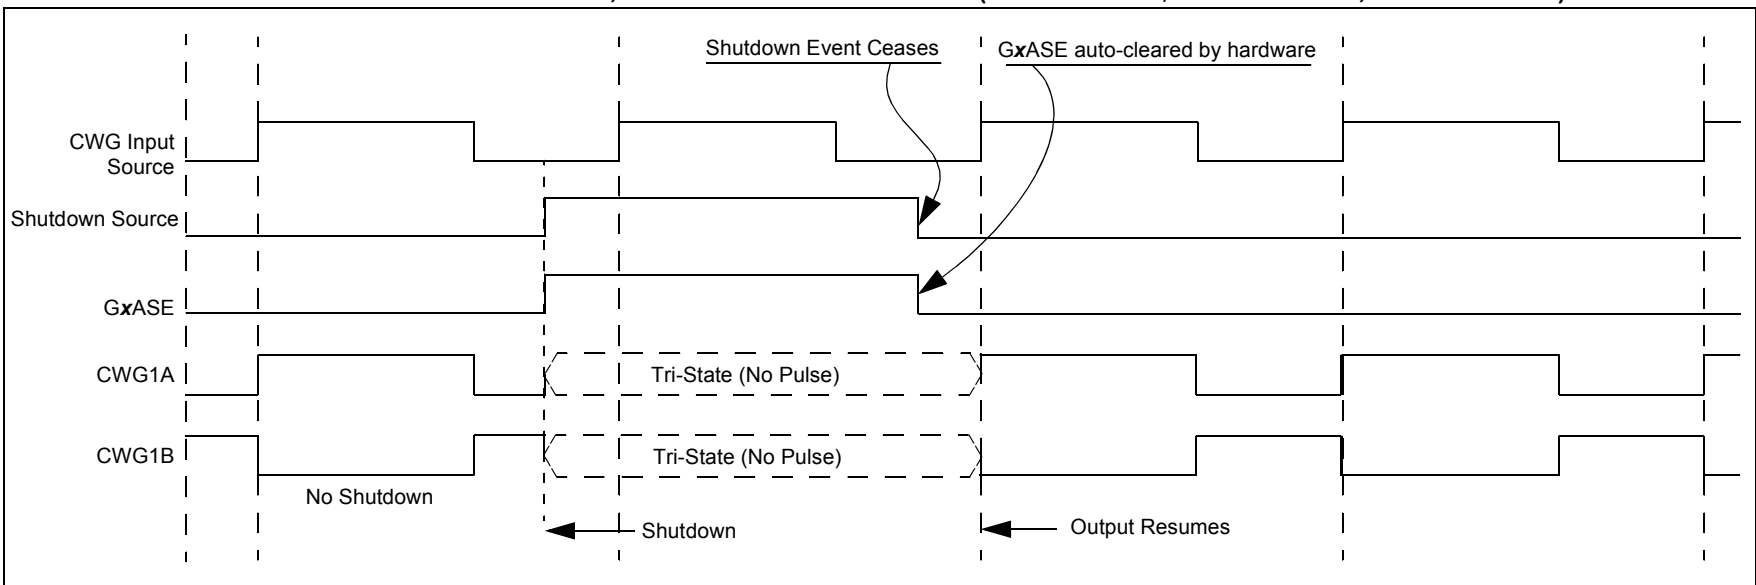 Shutdown Event Ceases
GxASE auto-cleared by hardware
CWG Input
Source
Shutdown Source
GxASE
CWG1A
Tri-State (No Pulse)
CWG1B
Tri-State (No Pulse)
No Shutdown
Shutdown
Output Resumes